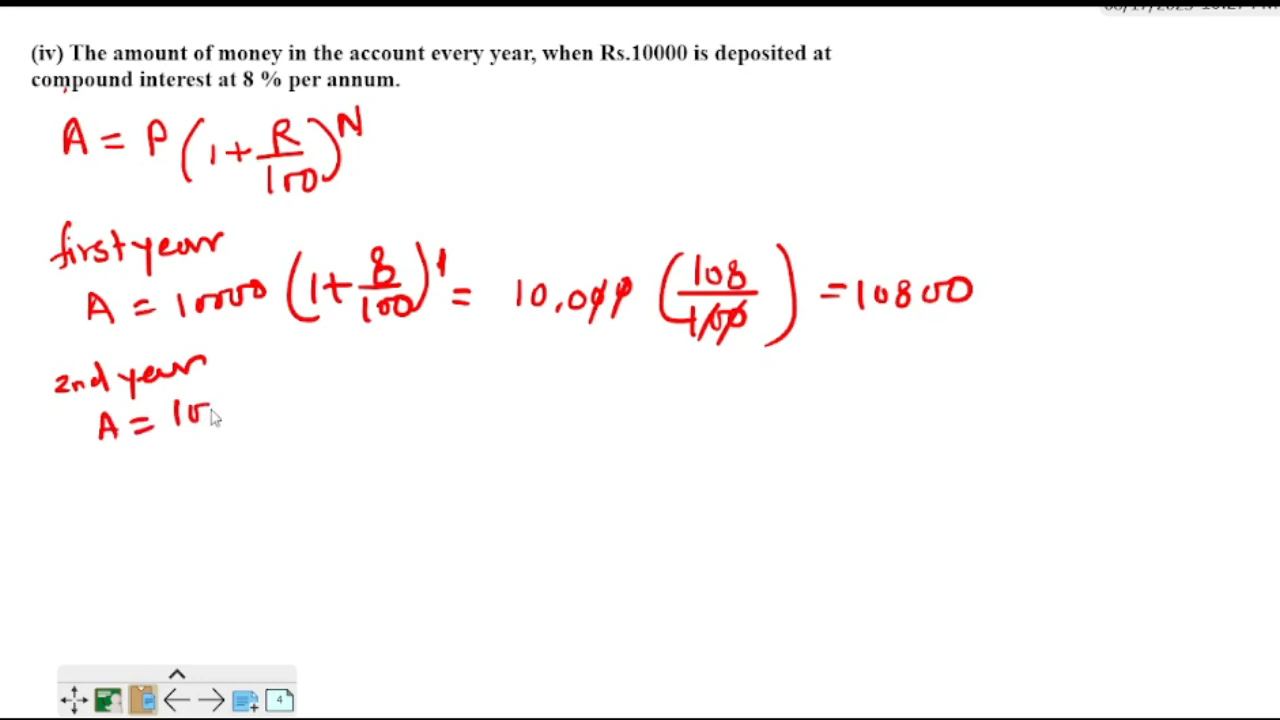 (iv) The amount of money in the account every year, when Rs.10000 is deposited at
compound interest at 8 % per annum.
A = P (1 + R/100)^N
first year
A = 10000 (1 + 8/100)^1 = 10,000 (108/100) = 10800
2nd year
A = 10
4